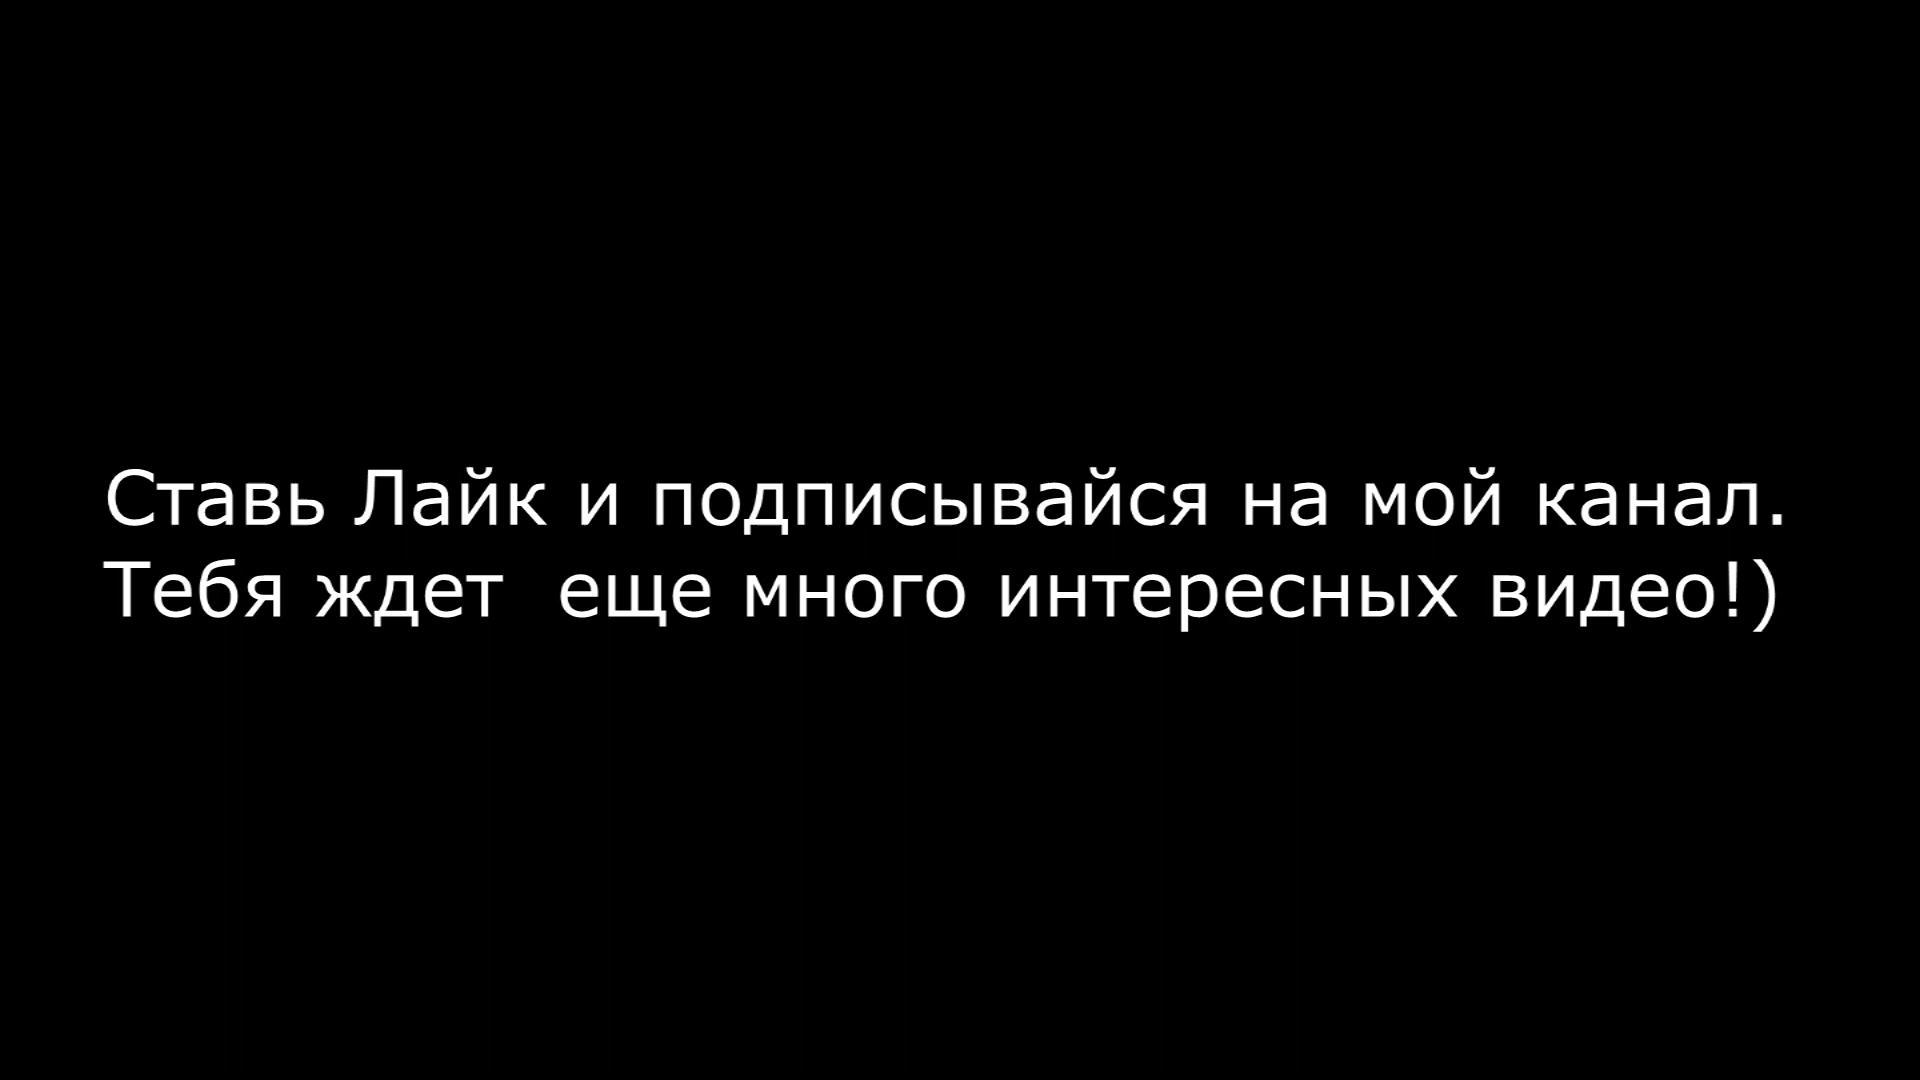 Ставь Лайк и подписывайся на мой канал.
Тебя ждет  еще много интересных видео!)